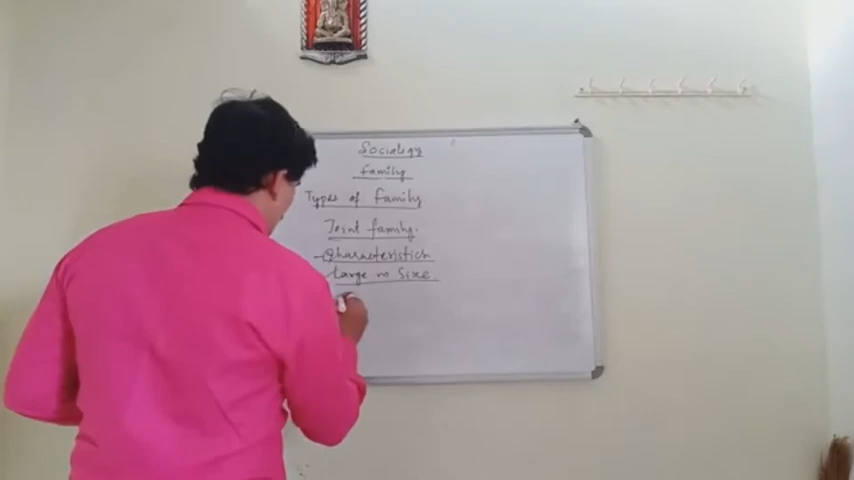 Sociology
Family
Types of Family
Joint family.
Characteristics
Large in Size.